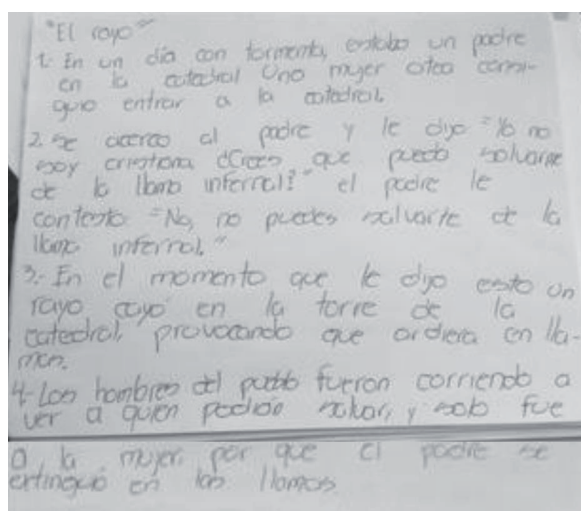 "El rayo"
1. En un día con tormenta, estaba un padre
en la catedral Una mujer atea consi-
guio entrar a la catedral.
2. Se acerco al padre y le dijo "Yo no
soy cristiana ¿Crees que puedo salvarme
de la llama infernal?" el padre le
contesto "No, no puedes salvarte de la
llama infernal."
3.- En el momento que le dijo esto un
rayo cayó en la torre de la
catedral, provocando que ardiera en lla-
mas.
4-Los hombres del pueblo fueron corriendo a
ver a quien podían salvar, y solo fue
a la mujer, por que el padre se
extinguió en las llamas